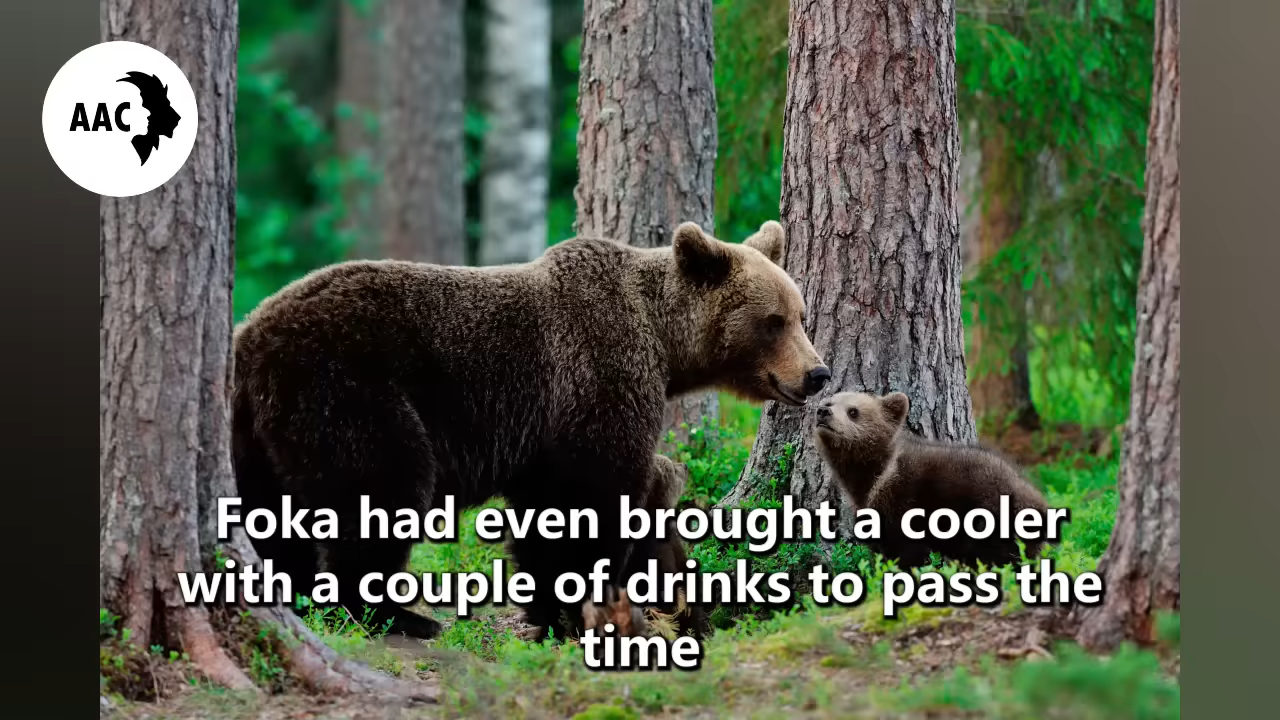 AAC
Foka had even brought a cooler
with a couple of drinks to pass the
time